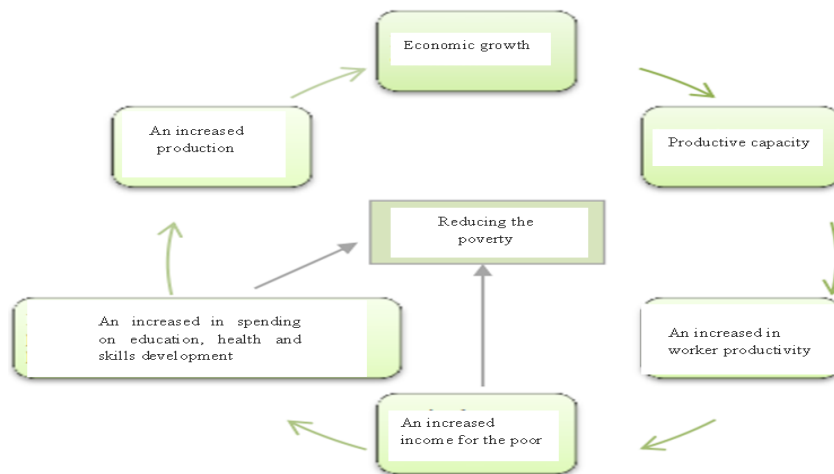 Economic growth
An increased
production
Productive capacity
Reducing the
poverty
An increased in spending
on education, health and
skills development
An increased in
worker productivity
An increased
income for the poor